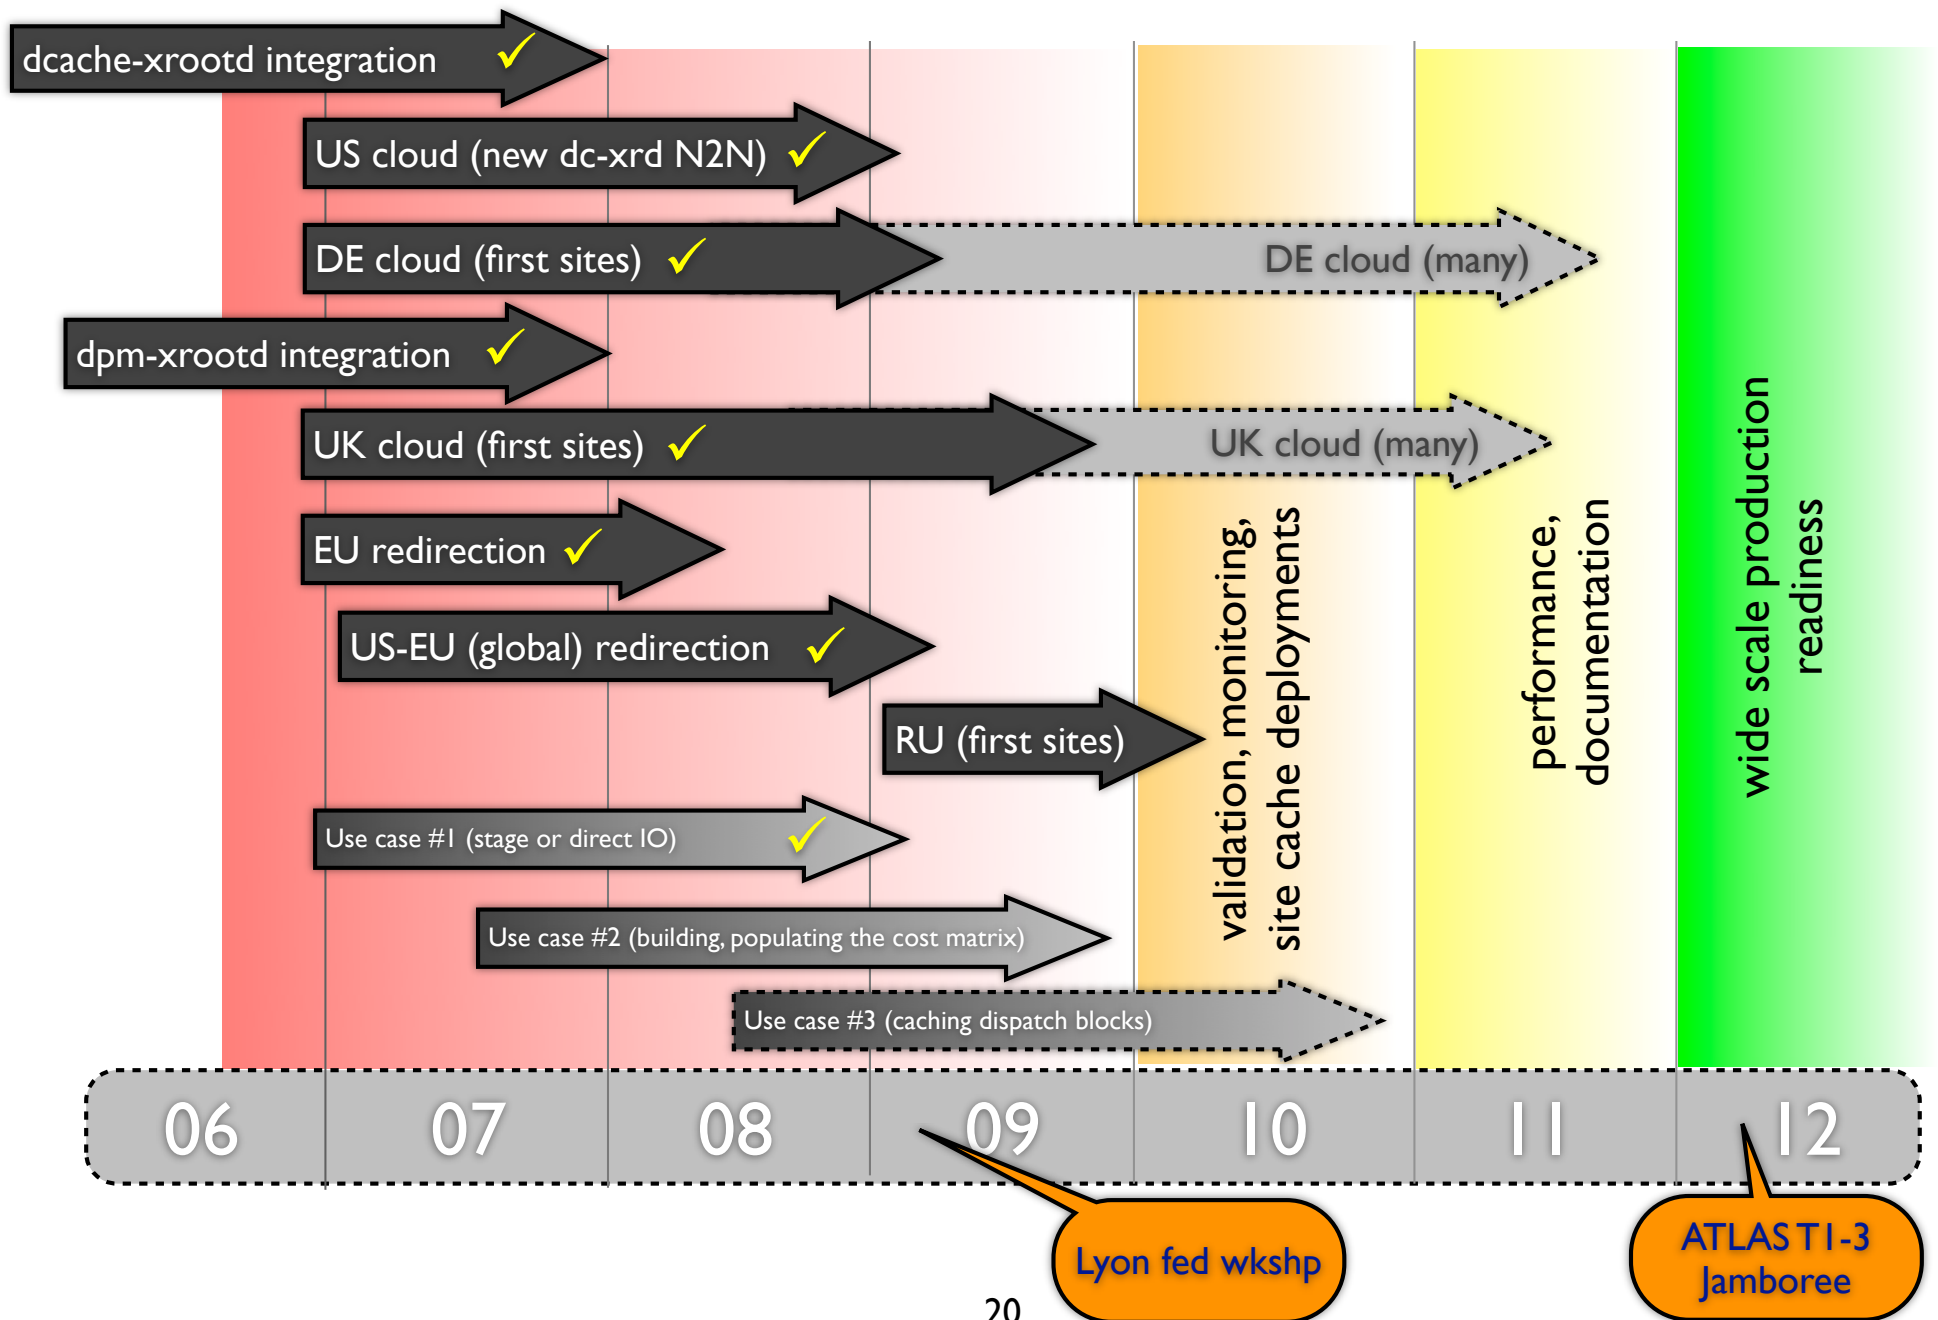 dcache-xrootd integration
US cloud (new dc-xrd N2N)
DE cloud (first sites)
DE cloud (many)
dpm-xrootd integration
UK cloud (first sites)
UK cloud (many)
EU redirection
US-EU (global) redirection
RU (first sites)
Use case #1 (stage or direct IO)
Use case #2 (building, populating the cost matrix)
Use case #3 (caching dispatch blocks)
validation, monitoring,
site cache deployments
performance,
documentation
wide scale production
readiness
06 07 08 09 10 11 12
Lyon fed wkshp
ATLAS T1-3
Jamboree
20